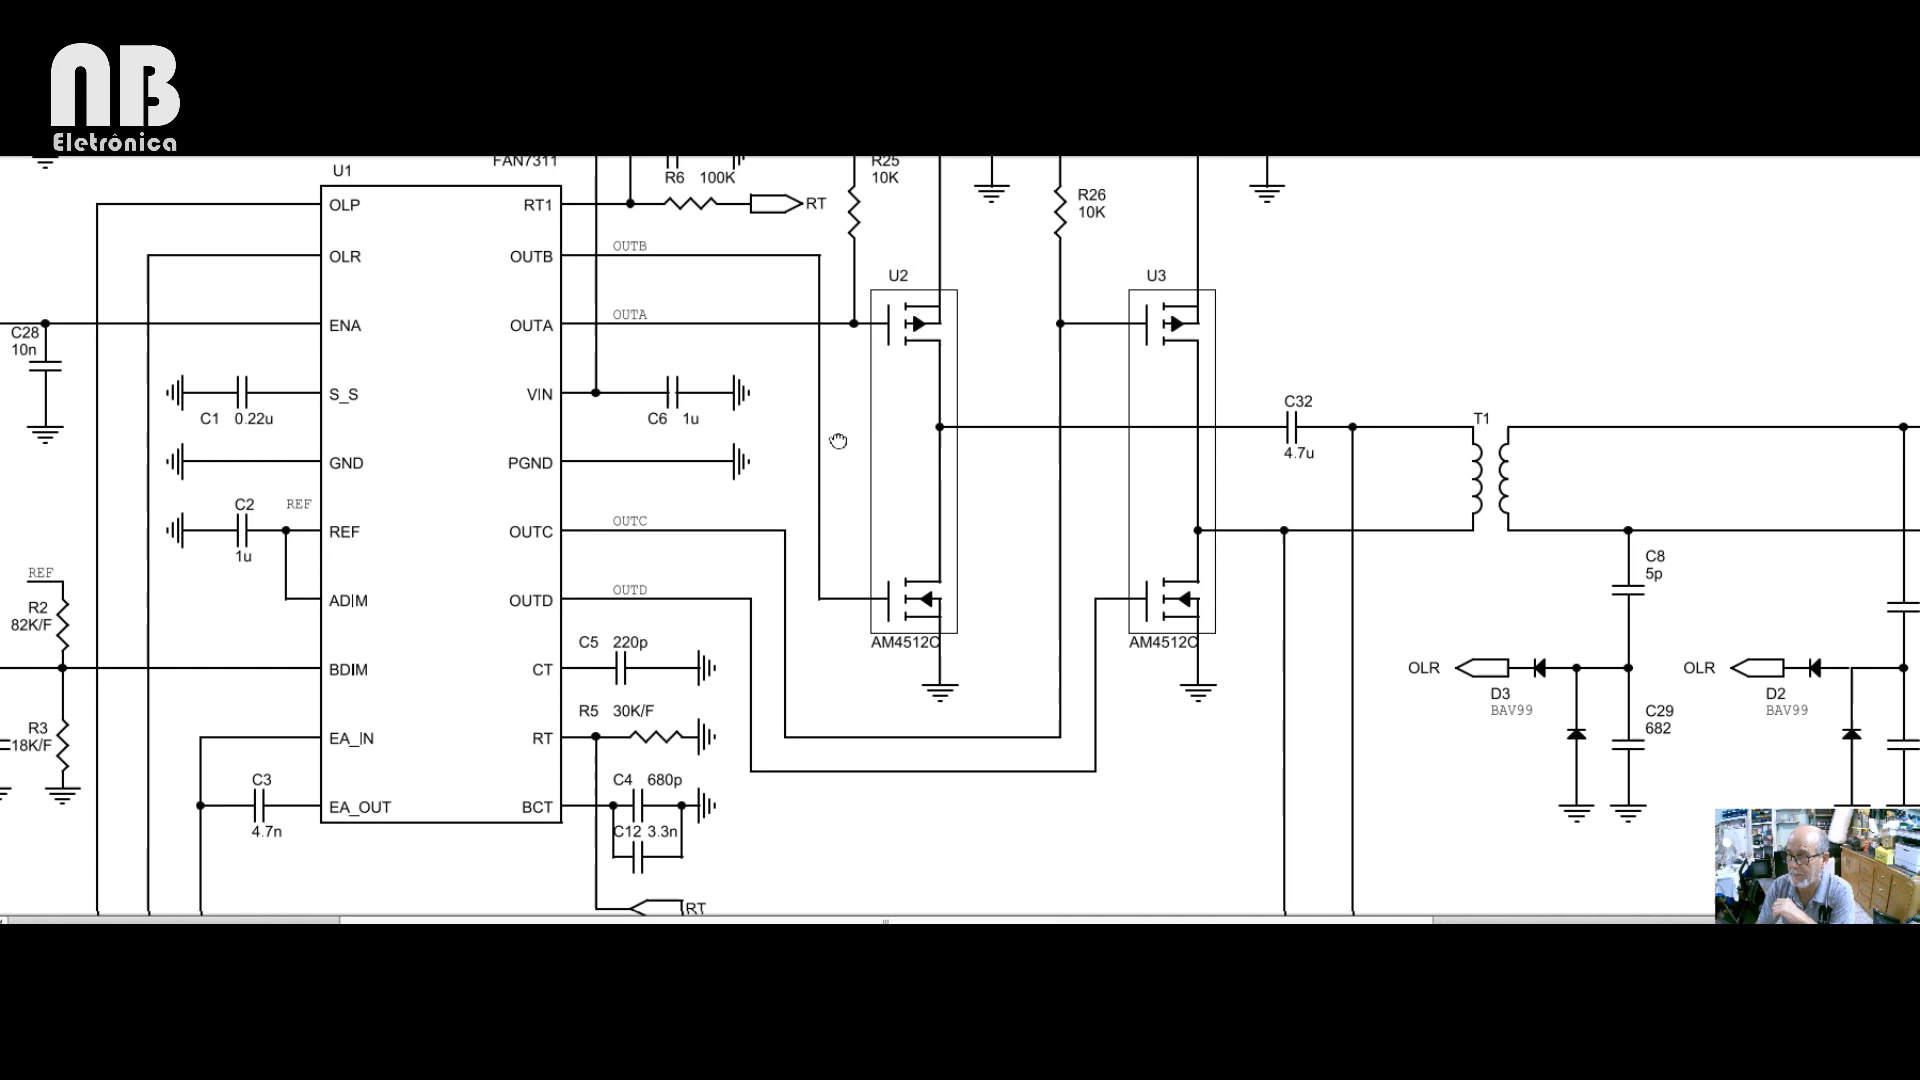 NB
Eletrônica
U1
FAN7311
R6 100K
RT
R25
10K
R26
10K
OLP
RT1
OLR
OUTB
OUTB
U2
U3
C28
10n
ENA
OUTA
OUTA
C1 0.22u
S_S
VIN
C6 1u
C32
4.7u
T1
GND
PGND
C2
1u
REF
REF
OUTC
OUTC
C8
5p
REF
R2
82K/F
ADIM
OUTD
OUTD
AM4512C
AM4512C
C5 220p
BDIM
CT
OLR
D3
BAV99
OLR
D2
BAV99
R5 30K/F
C29
682
R3
18K/F
EA_IN
RT
C3
4.7n
C4 680p
EA_OUT
BCT
C12 3.3n
RT